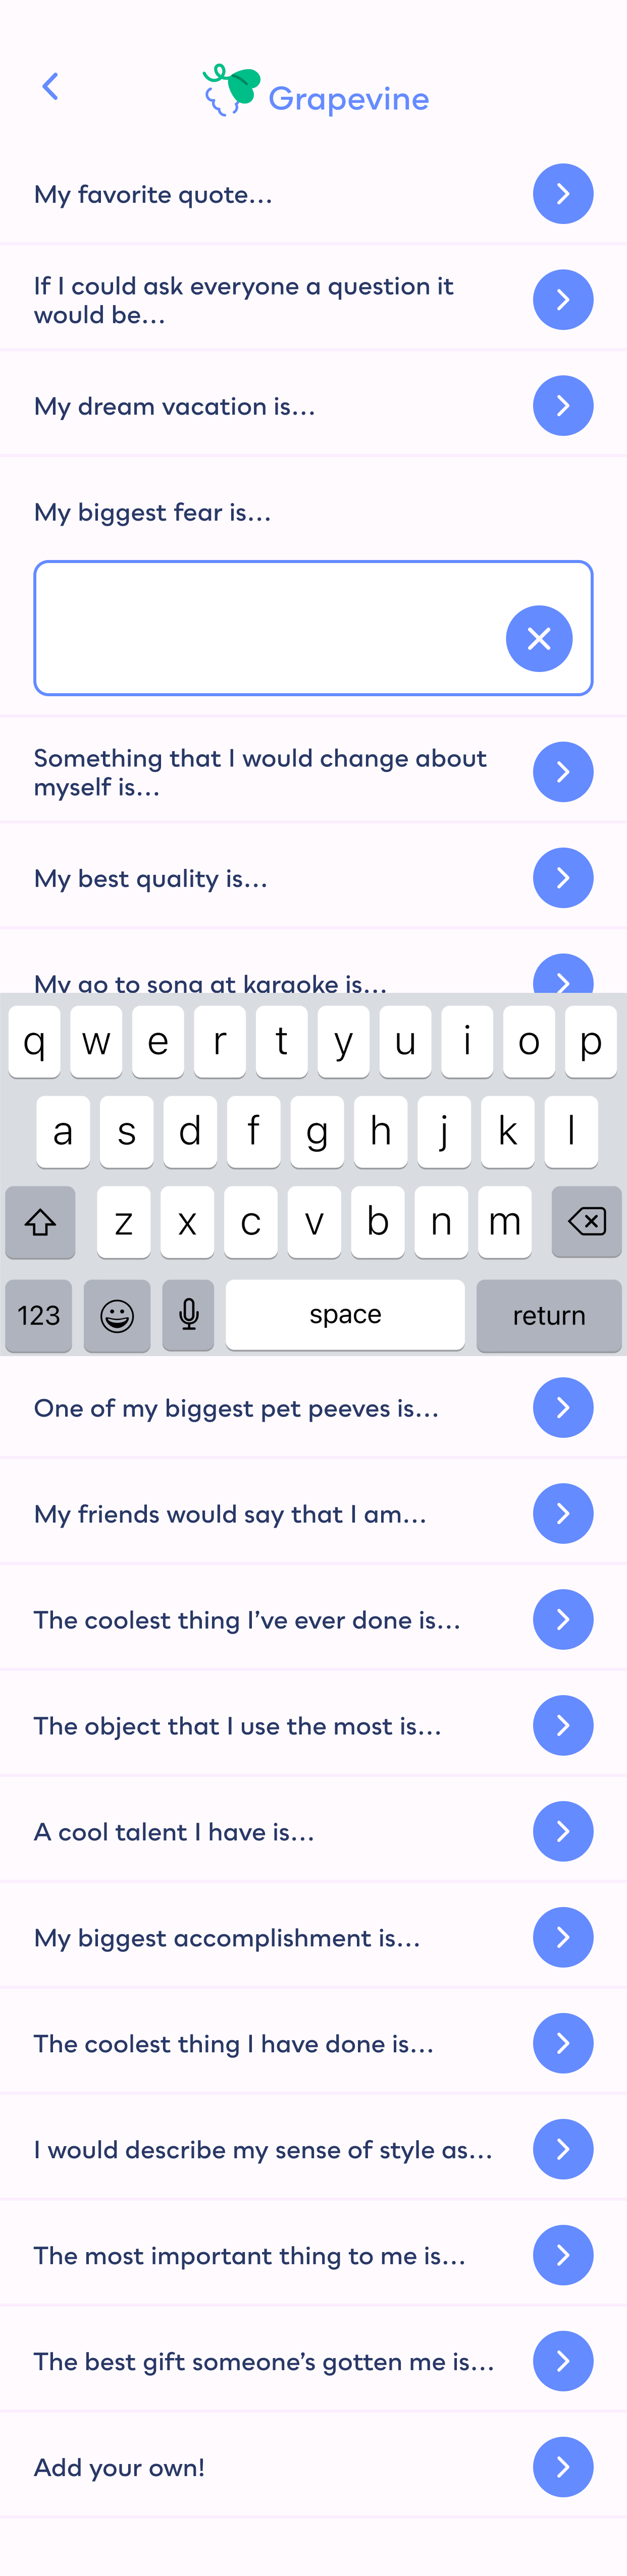 Grapevine
My favorite quote...
If I could ask everyone a question it
would be...
My dream vacation is...
My biggest fear is...
Something that I would change about
myself is...
My best quality is...
My go to song at karaoke is...
q w e r t y u i o p
a s d f g h j k l
z x c v b n m
123 space return
One of my biggest pet peeves is...
My friends would say that I am...
The coolest thing I’ve ever done is...
The object that I use the most is...
A cool talent I have is...
My biggest accomplishment is...
The coolest thing I have done is...
I would describe my sense of style as...
The most important thing to me is...
The best gift someone’s gotten me is...
Add your own!